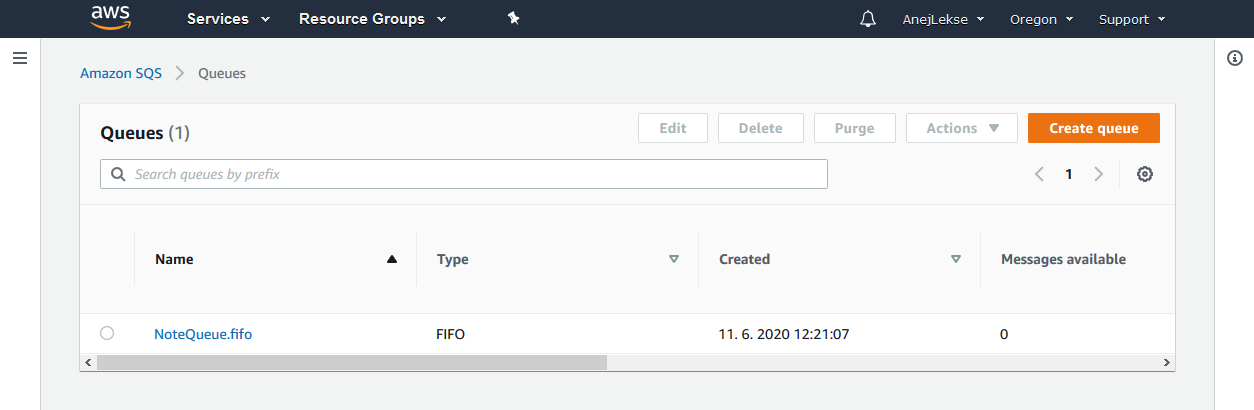 aws Services Resource Groups AnejLekse Oregon Support
Amazon SQS Queues
Queues (1) Edit Delete Purge Actions Create queue
Search queues by prefix 1
Name Type Created Messages available
NoteQueue.fifo FIFO 11. 6. 2020 12:21:07 0